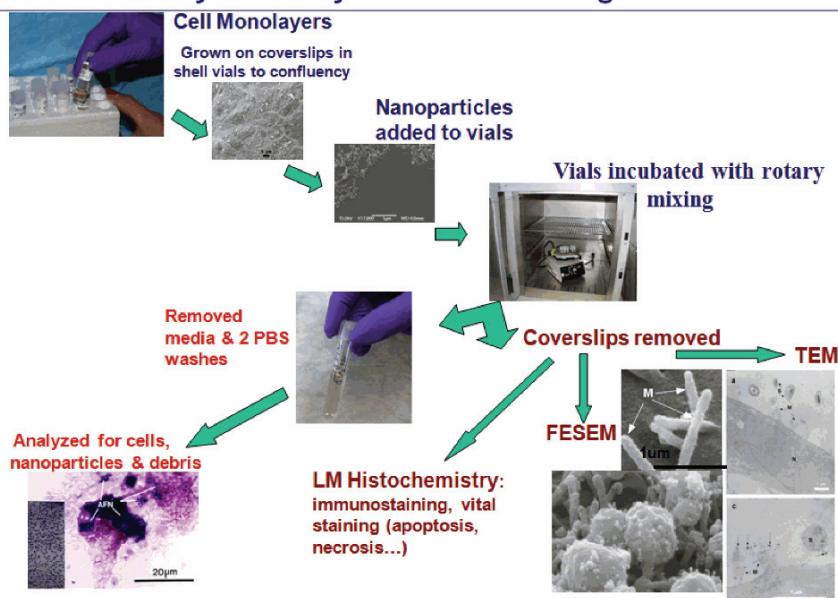 Cell Monolayers
Grown on coverslips in
shell vials to confluency
Nanoparticles
added to vials
Vials incubated with rotary
mixing
Removed
media & 2 PBS
washes
Coverslips removed
TEM
M
FESEM
1um
Analyzed for cells,
nanoparticles & debris
AFN
20μm
LM Histochemistry:
immunostaining, vital
staining (apoptosis,
necrosis...)